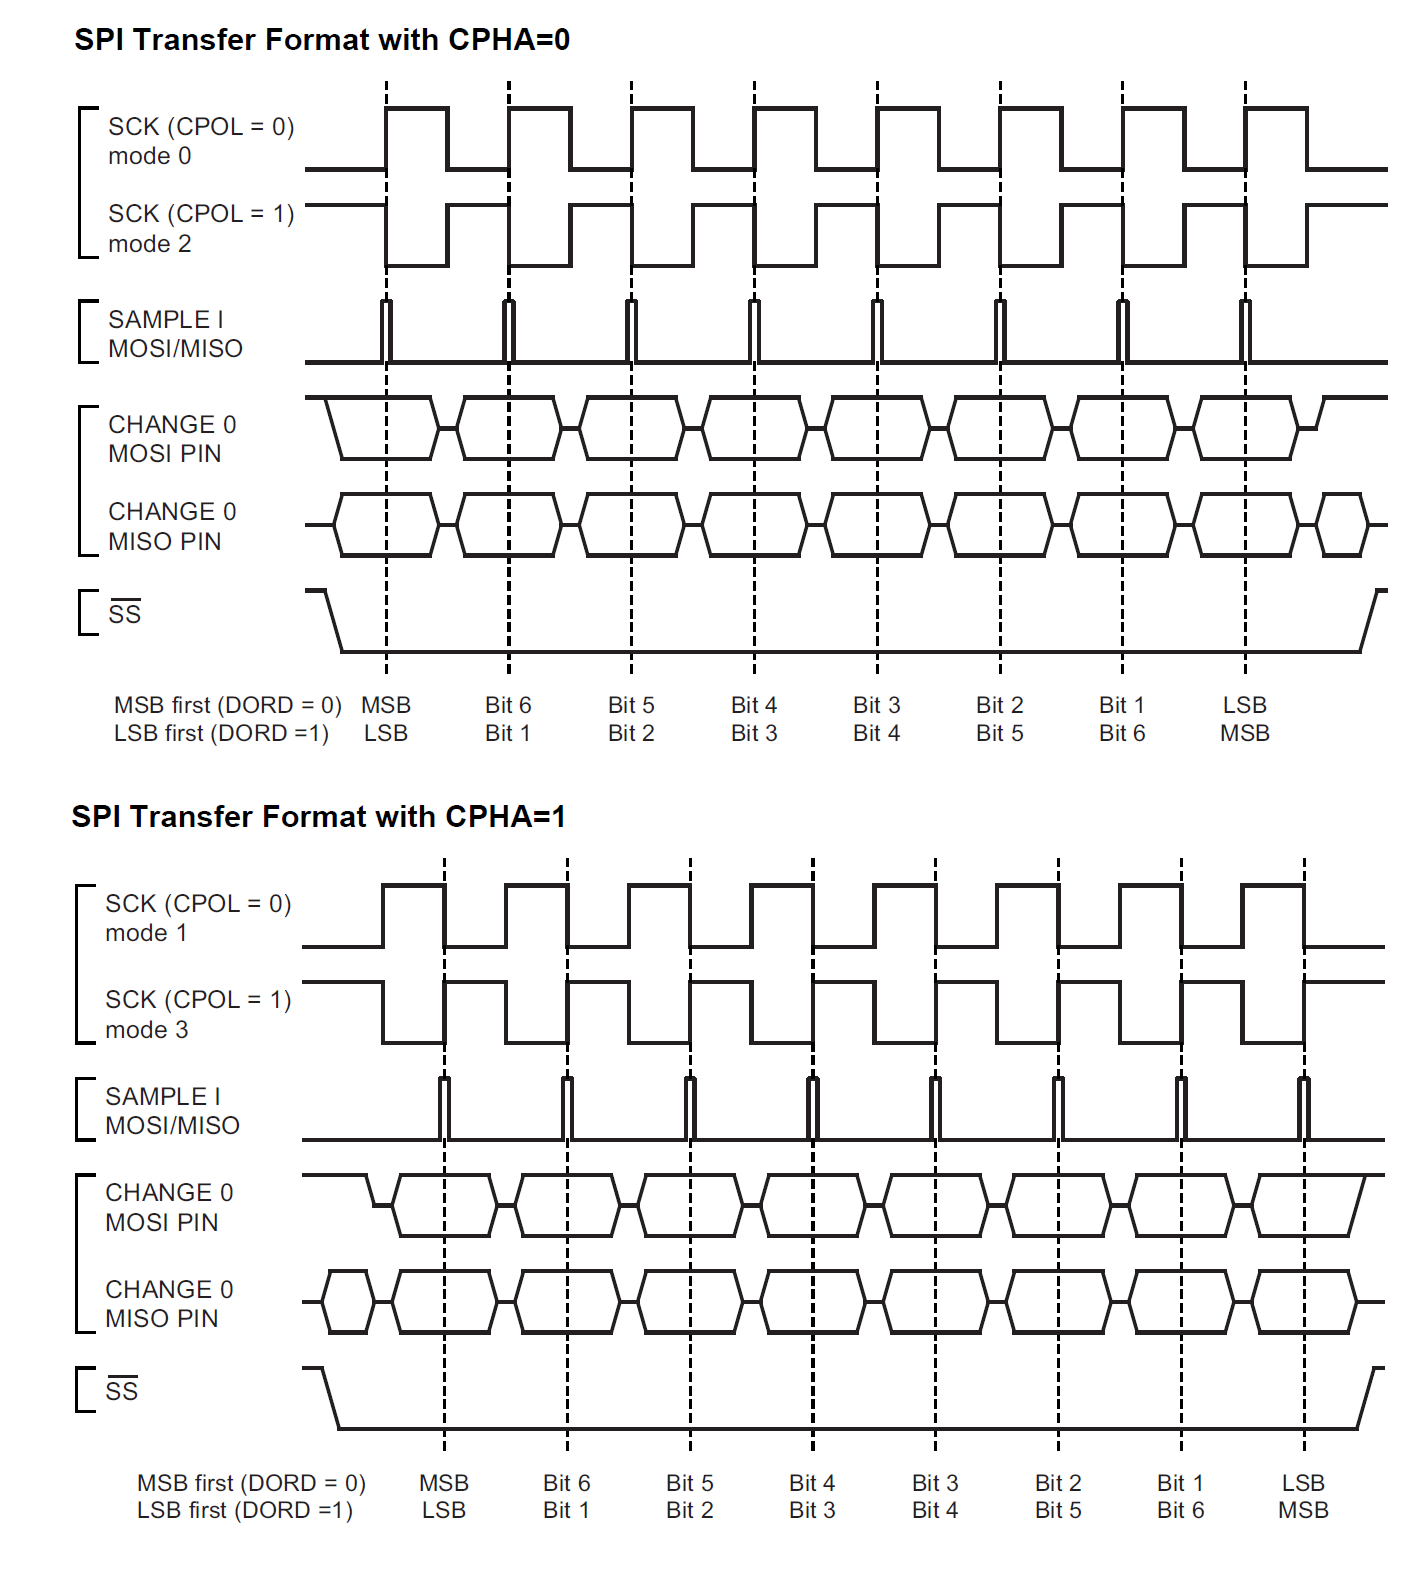 SPI Transfer Format with CPHA=0
SCK (CPOL = 0)
mode 0
SCK (CPOL = 1)
mode 2
SAMPLE I
MOSI/MISO
CHANGE 0
MOSI PIN
CHANGE 0
MISO PIN
SS
MSB first (DORD = 0) MSB Bit 6 Bit 5 Bit 4 Bit 3 Bit 2 Bit 1 LSB
LSB first (DORD =1) LSB Bit 1 Bit 2 Bit 3 Bit 4 Bit 5 Bit 6 MSB
SPI Transfer Format with CPHA=1
SCK (CPOL = 0)
mode 1
SCK (CPOL = 1)
mode 3
SAMPLE I
MOSI/MISO
CHANGE 0
MOSI PIN
CHANGE 0
MISO PIN
SS
MSB first (DORD = 0) MSB Bit 6 Bit 5 Bit 4 Bit 3 Bit 2 Bit 1 LSB
LSB first (DORD =1) LSB Bit 1 Bit 2 Bit 3 Bit 4 Bit 5 Bit 6 MSB